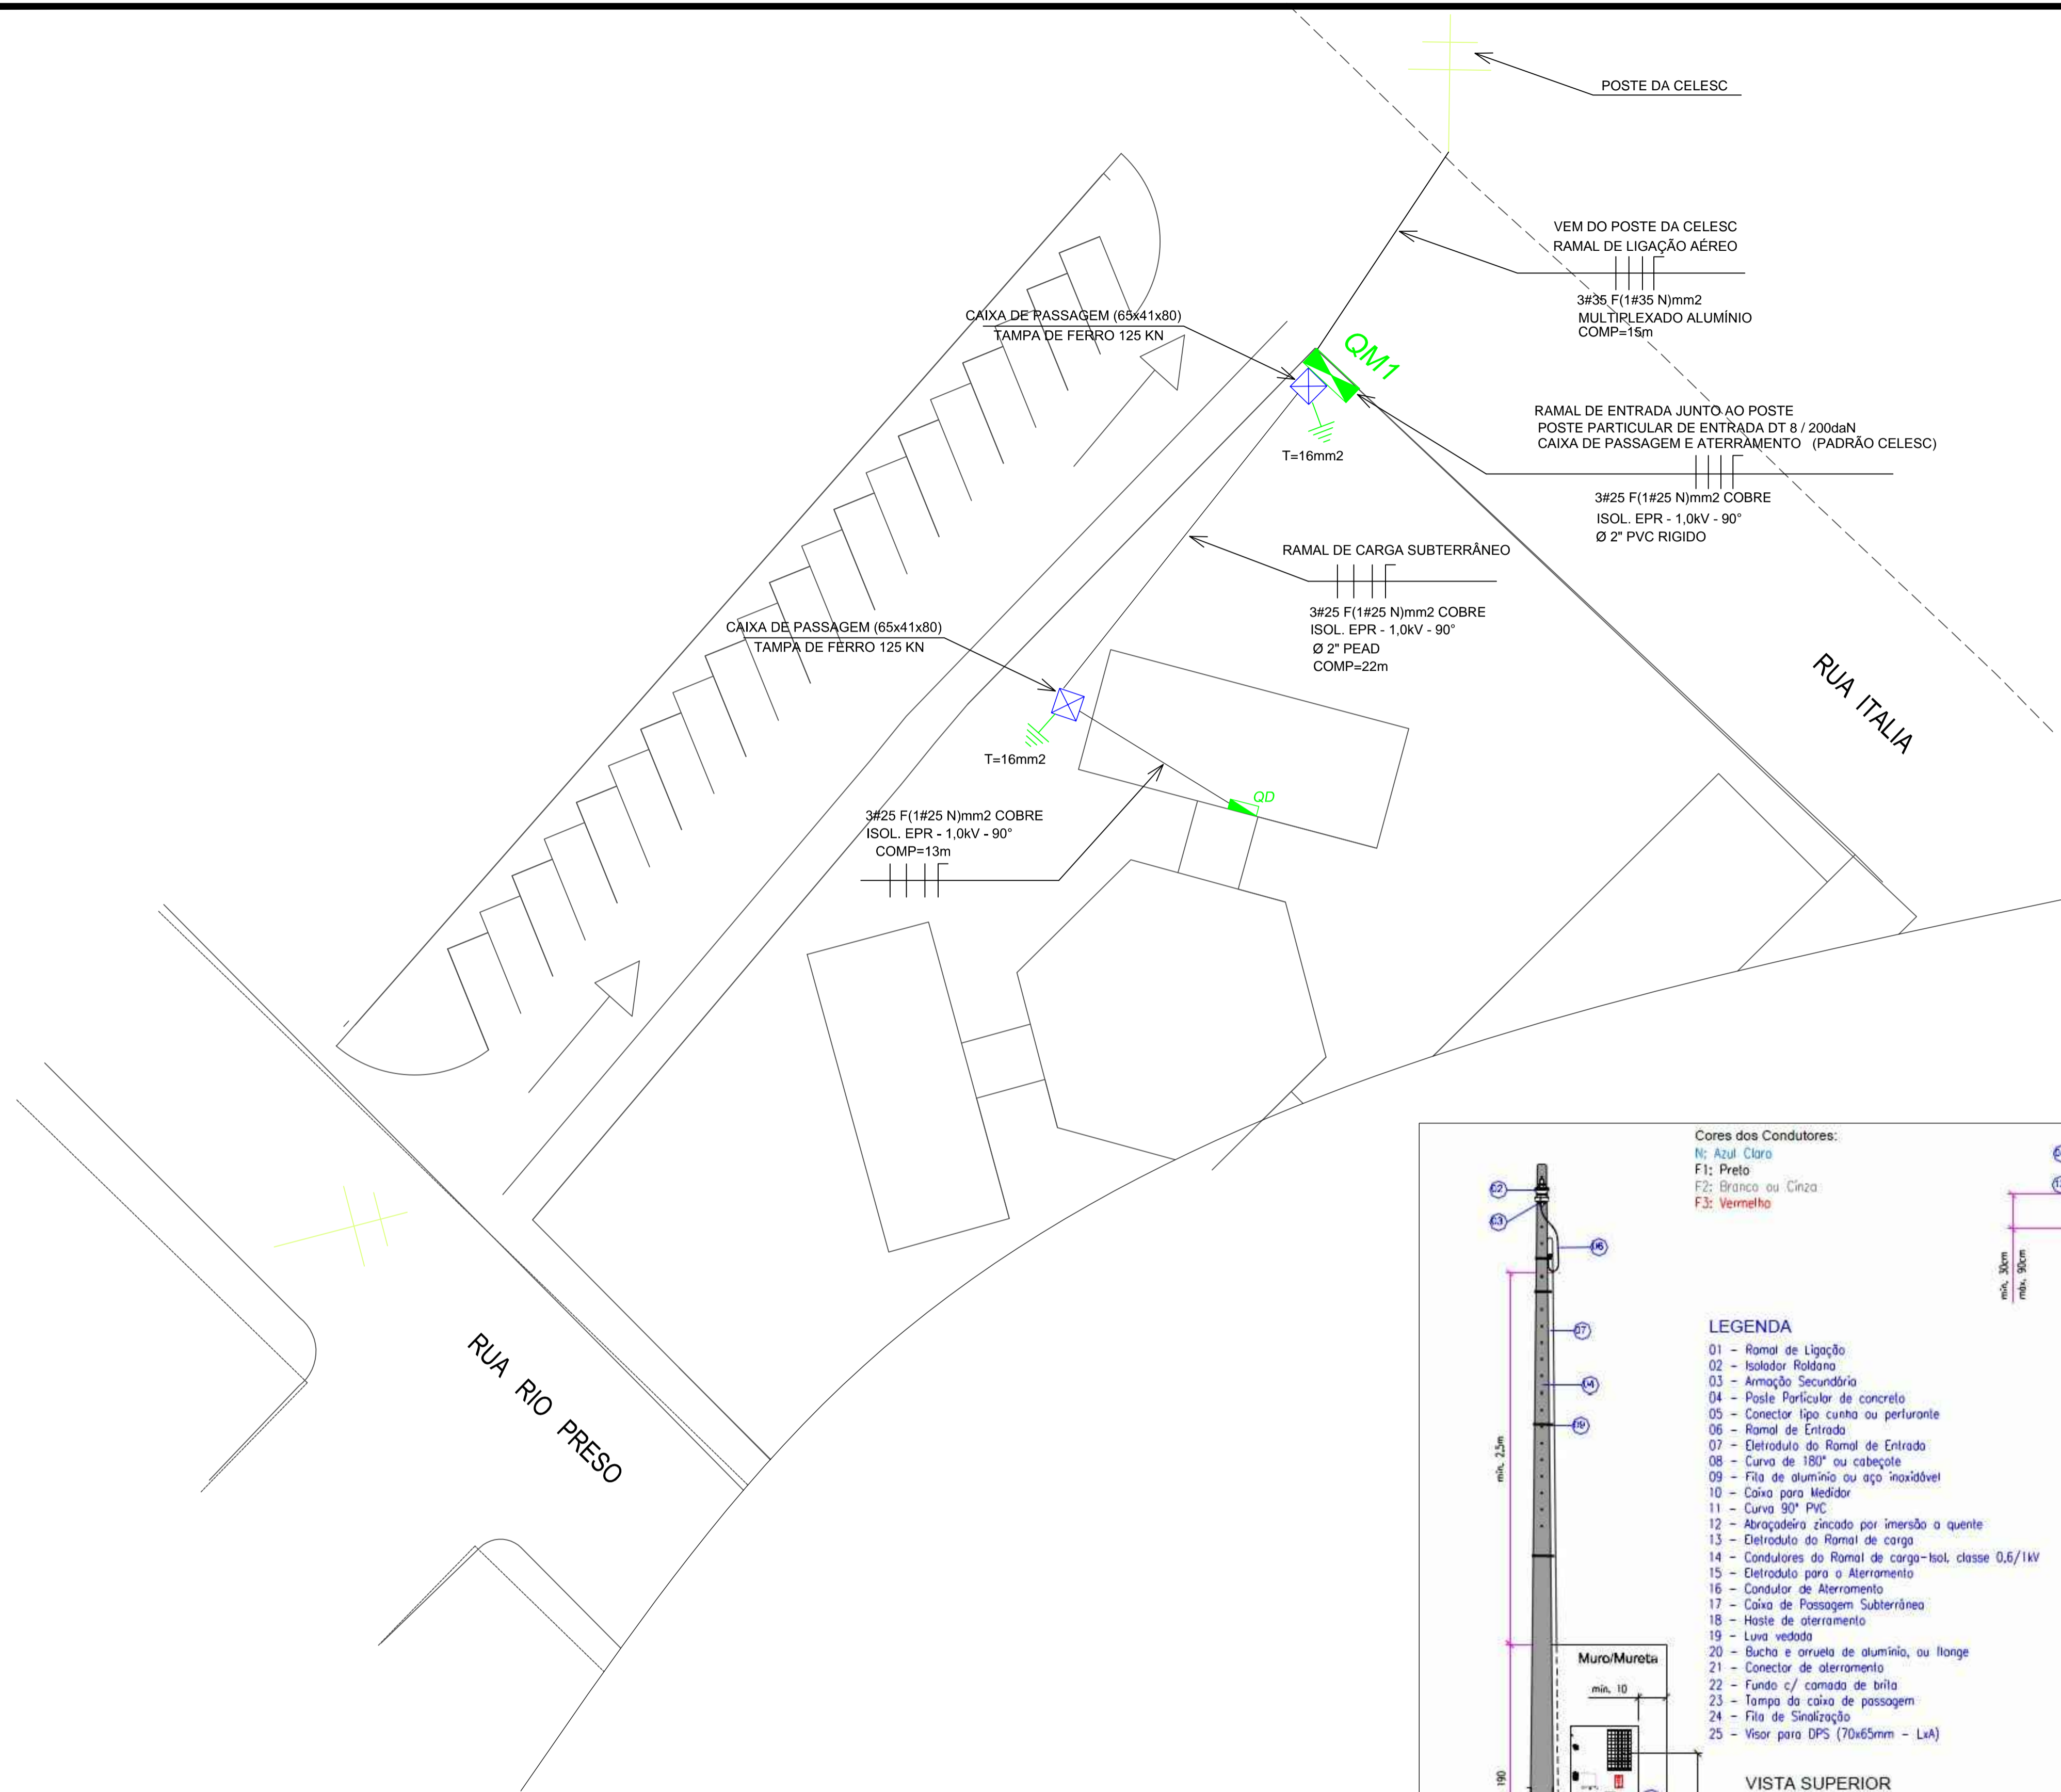 POSTE DA CELESC
VEM DO POSTE DA CELESC
RAMAL DE LIGAÇÃO AÉREO
3#35 F(1#35 N)mm2
MULTIPLEXADO ALUMÍNIO
COMP=15m
CAIXA DE PASSAGEM (65x41x80)
TAMPA DE FERRO 125 KN
QM1
T=16mm2
RAMAL DE ENTRADA JUNTO AO POSTE
POSTE PARTICULAR DE ENTRADA DT 8 / 200daN
CAIXA DE PASSAGEM E ATERRAMENTO (PADRÃO CELESC)
3#25 F(1#25 N)mm2 COBRE
ISOL. EPR - 1,0kV - 90°
Ø 2" PVC RIGIDO
RAMAL DE CARGA SUBTERRÂNEO
3#25 F(1#25 N)mm2 COBRE
ISOL. EPR - 1,0kV - 90°
Ø 2" PEAD
COMP=22m
CAIXA DE PASSAGEM (65x41x80)
TAMPA DE FERRO 125 KN
T=16mm2
QD
3#25 F(1#25 N)mm2 COBRE
ISOL. EPR - 1,0kV - 90°
COMP=13m
RUA ITALIA
RUA RIO PRESO
Cores dos Condutores:
N: Azul Claro
F1: Preto
F2: Branco ou Cinza
F3: Vermelho
02
03
06
07
04
09
min. 2,5m
min. 30cm
máx. 90cm
LEGENDA
01 - Ramal de Ligação
02 - Isolador Roldana
03 - Armação Secundária
04 - Poste Particular de concreto
05 - Conector tipo cunha ou perfurante
06 - Ramal de Entrada
07 - Eletroduto do Ramal de Entrada
08 - Curva de 180° ou cabeçote
09 - Fita de alumínio ou aço inoxidável
10 - Caixa para Medidor
11 - Curva 90° PVC
12 - Abraçadeira zincado por imersão a quente
13 - Eletroduto do Ramal de carga
14 - Condutores do Ramal de carga-Isol, classe 0,6/1kV
15 - Eletroduto para o Aterramento
16 - Condutor de Aterramento
17 - Caixa de Passagem Subterrânea
18 - Haste de aterramento
19 - Luva vedada
20 - Bucha e arruela de alumínio, ou flange
21 - Conector de aterramento
22 - Fundo c/ camada de brita
23 - Tampa da caixa de passagem
24 - Fita de Sinalização
25 - Visor para DPS (70x65mm - LxA)
Muro/Mureta
min. 10
190
VISTA SUPERIOR